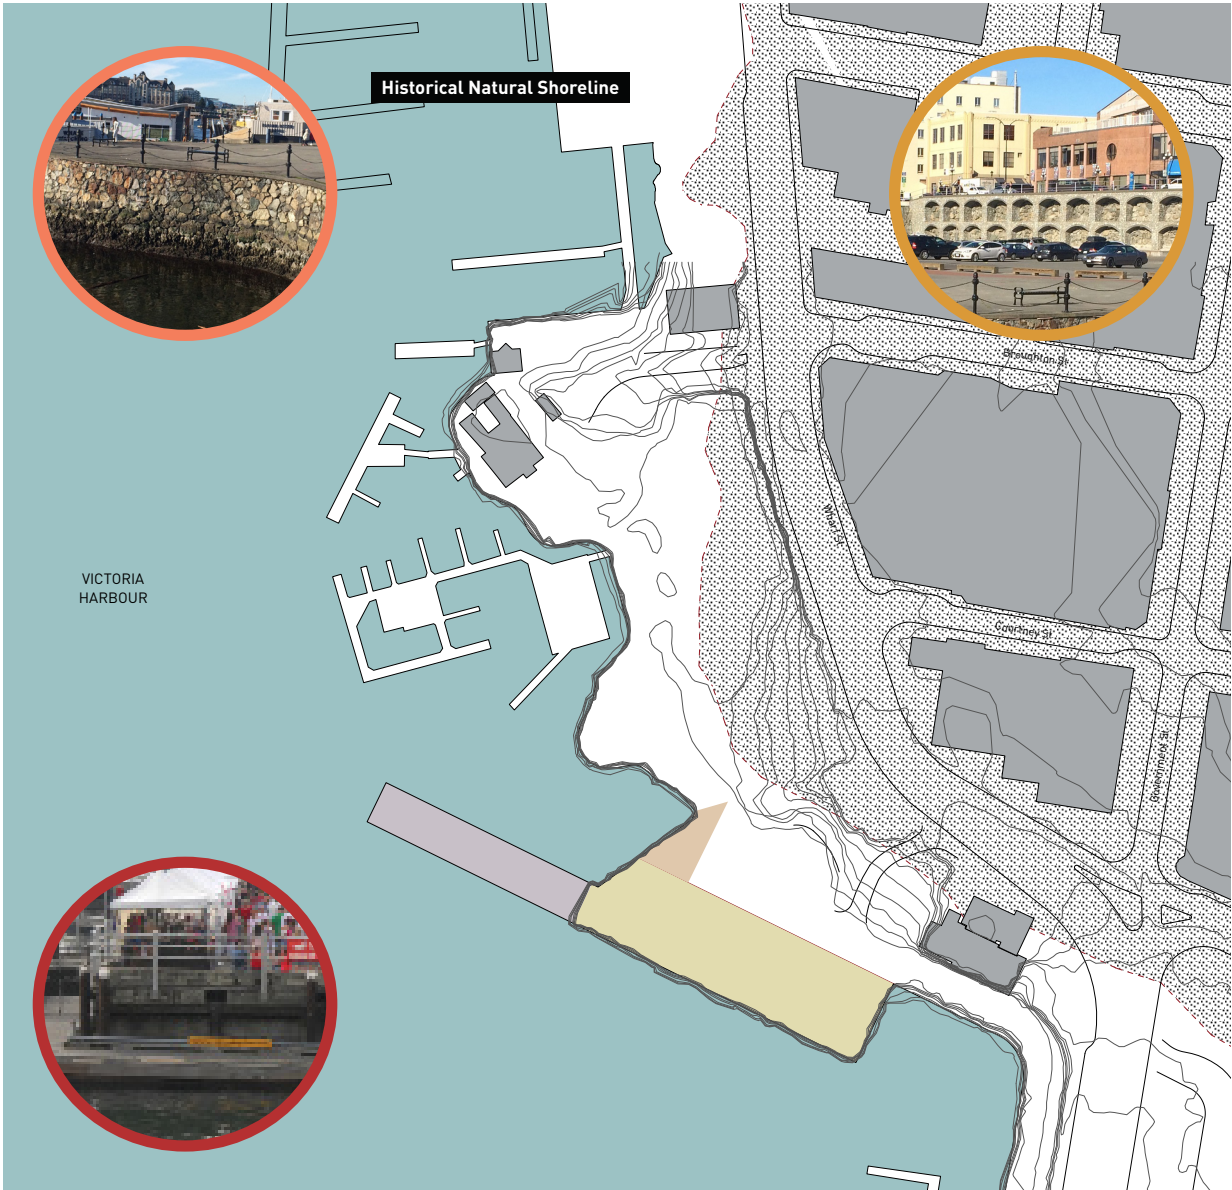 Historical Natural Shoreline
Broughton St.
Wharf St.
VICTORIA
HARBOUR
Courtney St.
Government St.